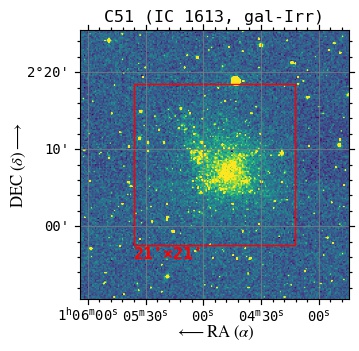 C51 (IC 1613, gal-Irr)
2°20'
10'
00'
21'×21'
1ʰ06ᵐ00ˢ 05ᵐ30ˢ 00ˢ 04ᵐ30ˢ 00ˢ
⟵ RA (α)
DEC (δ) ⟶